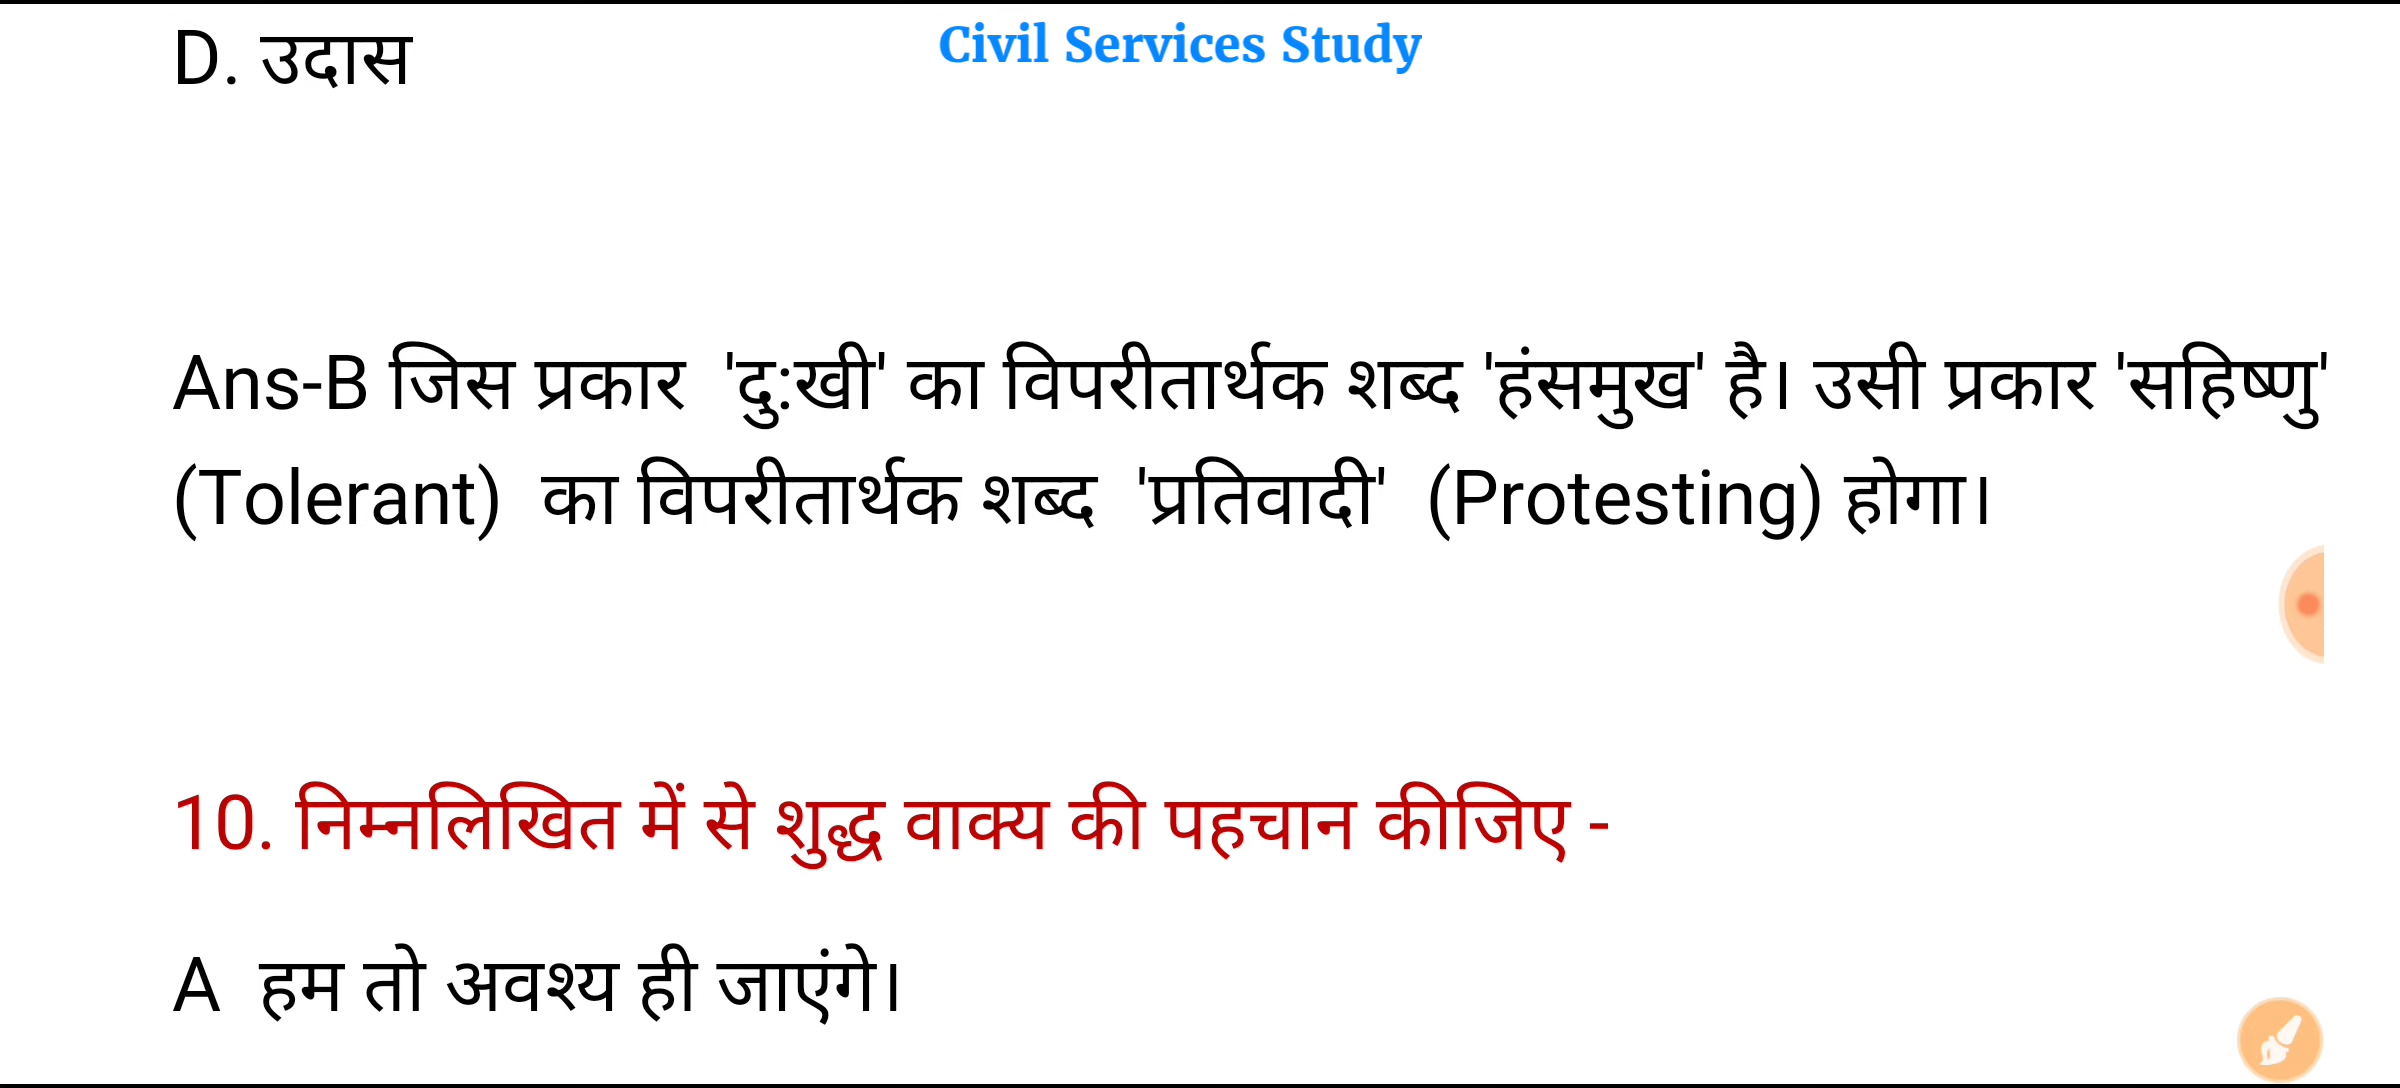 D. उदास
Civil Services Study
Ans-B जिस प्रकार 'दु:खी' का विपरीतार्थक शब्द 'हंसमुख' है। उसी प्रकार 'सहिष्णु'
(Tolerant) का विपरीतार्थक शब्द 'प्रतिवादी' (Protesting) होगा।
10. निम्नलिखित में से शुद्ध वाक्य की पहचान कीजिए -
A हम तो अवश्य ही जाएंगे।